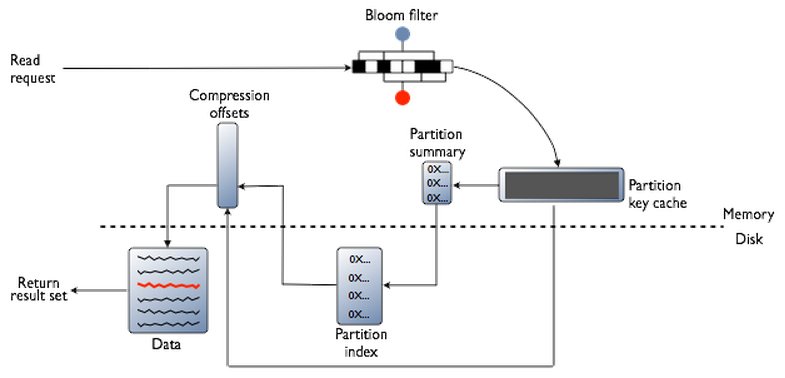 Bloom filter
Read
request
Compression
offsets
Partition
summary
0X...
0X...
0X...
Partition
key cache
Memory
Disk
0X...
0X...
0X...
0X...
Return
result set
Data
Partition
index